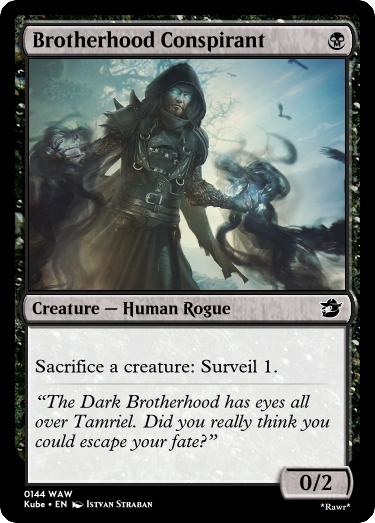 Brotherhood Conspirant
Creature — Human Rogue
Sacrifice a creature: Surveil 1.
“The Dark Brotherhood has eyes all
over Tamriel. Did you really think you
could escape your fate?”
0/2
0144 WAW
Kube • EN Istvan Straban
*Rawr*